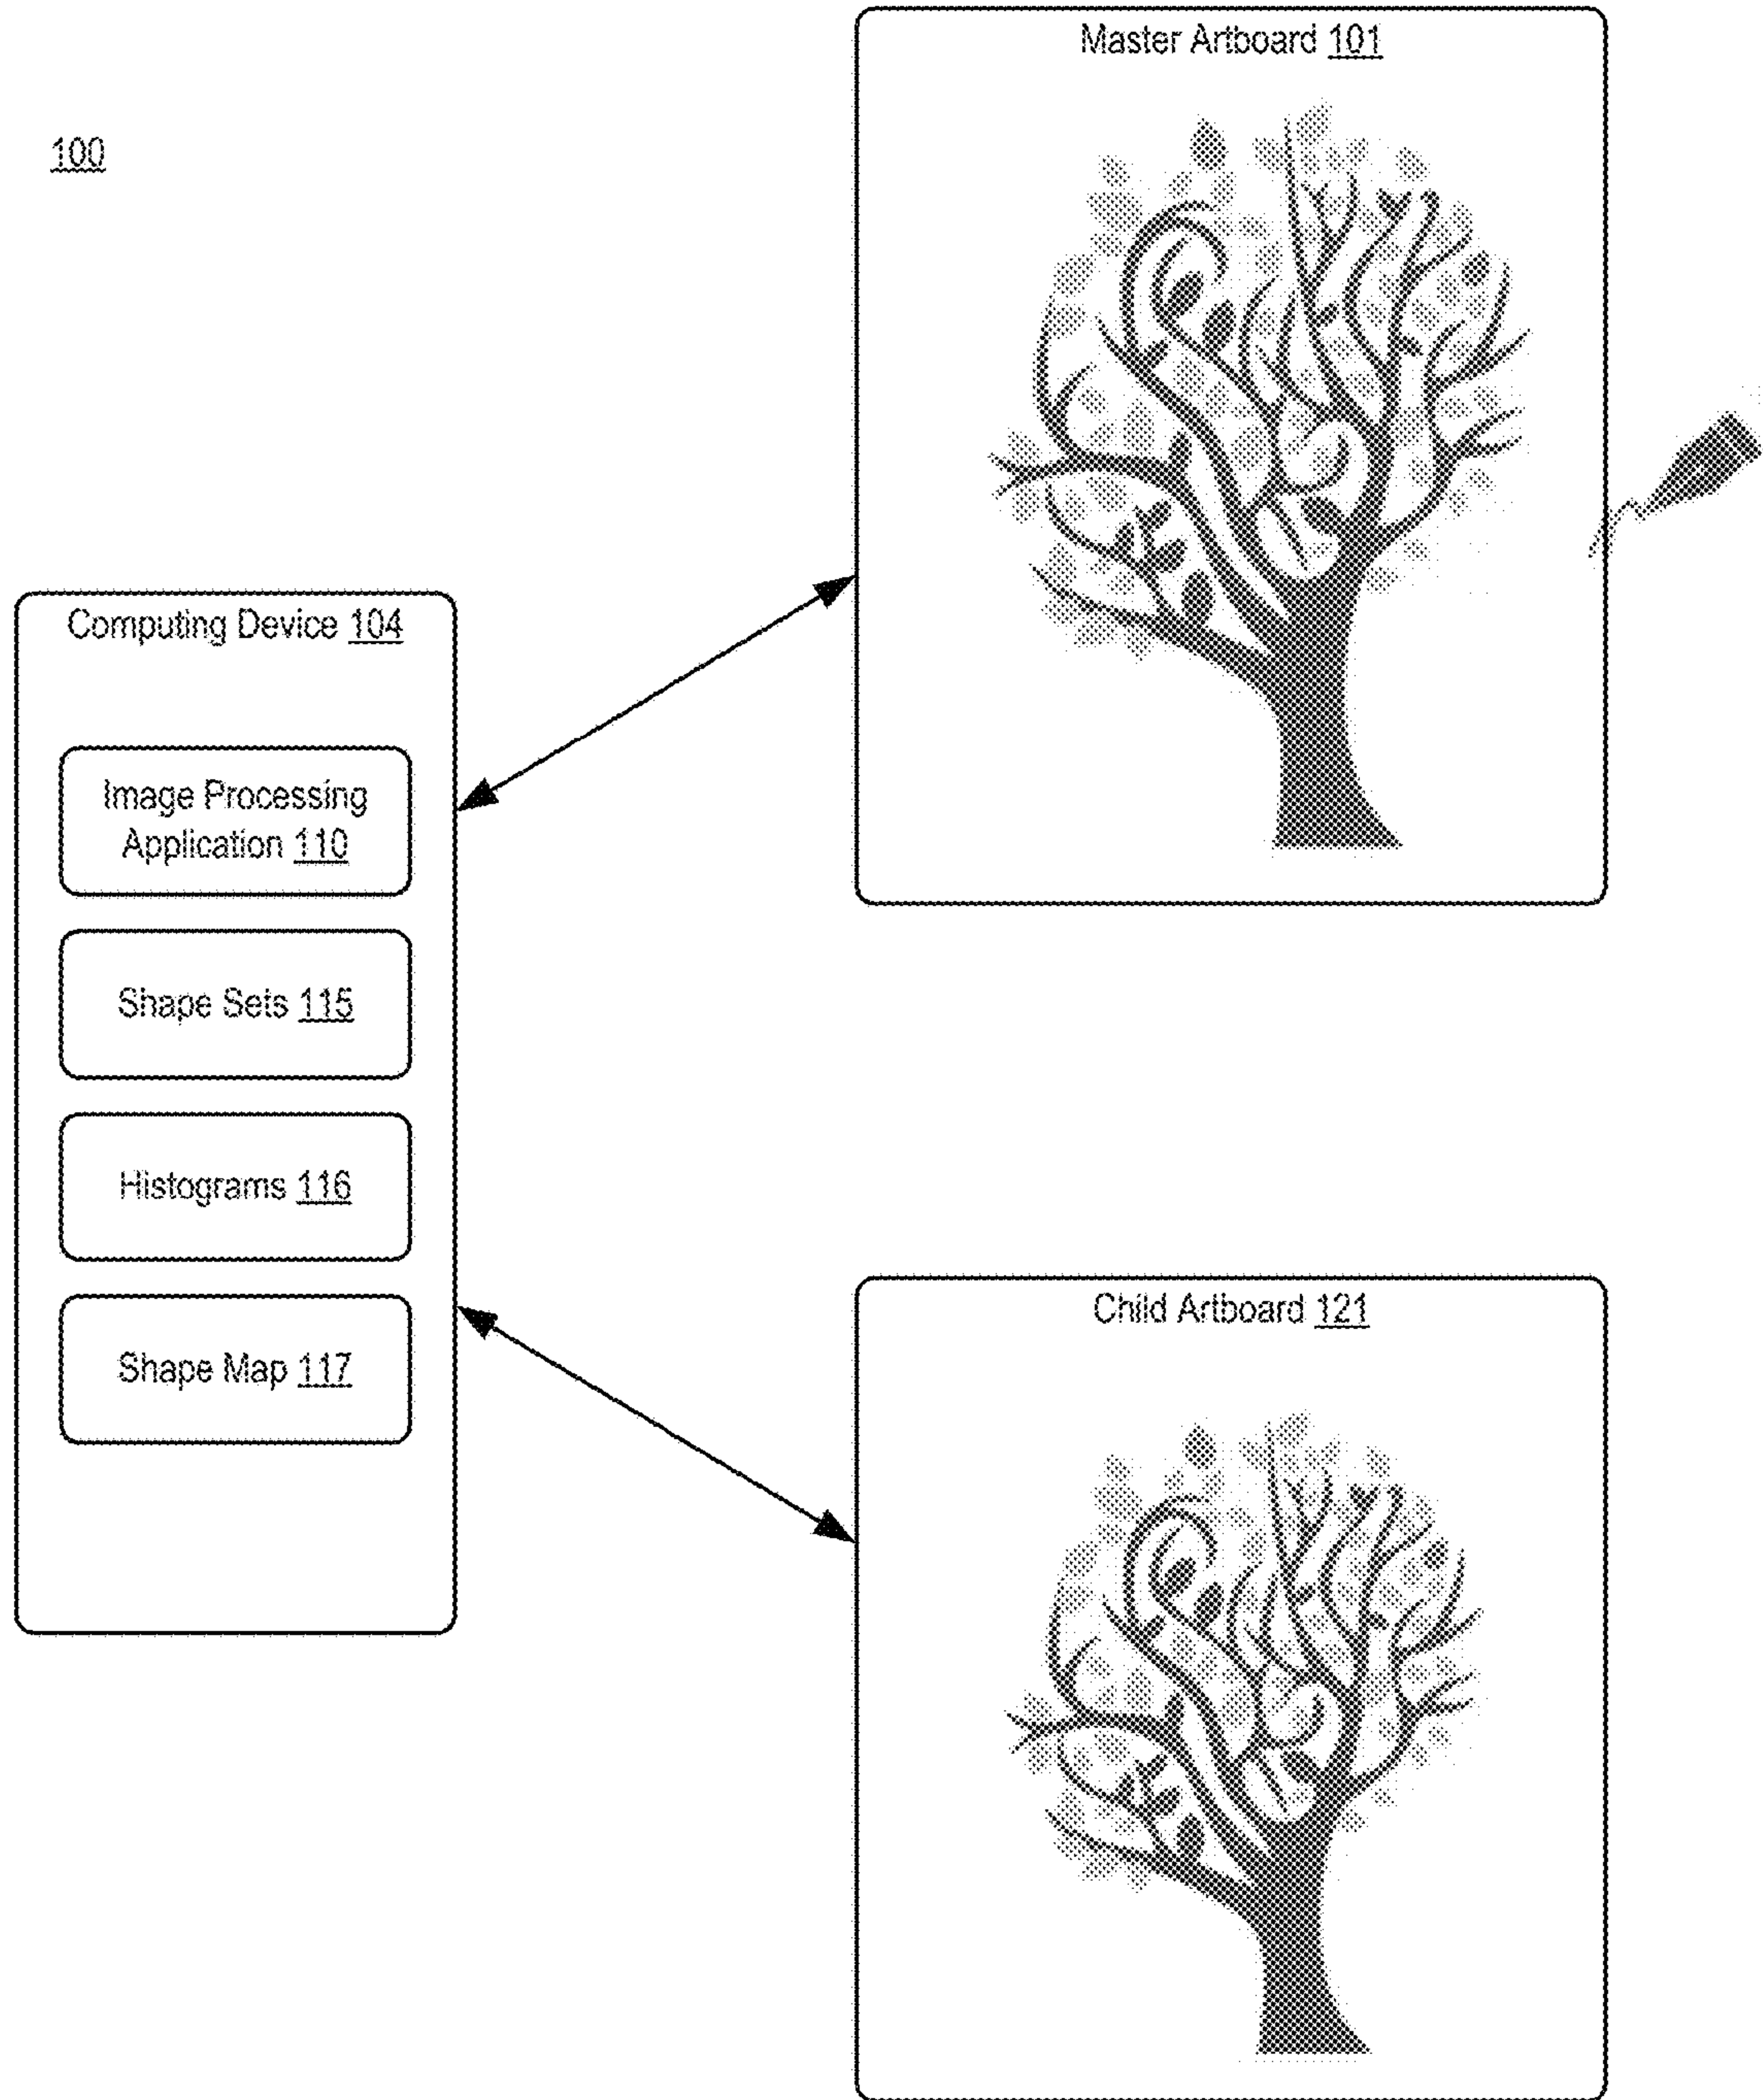 100
Master Artboard 101
Computing Device 104
Image Processing
Application 110
Shape Sets 115
Histograms 116
Shape Map 117
Child Artboard 121